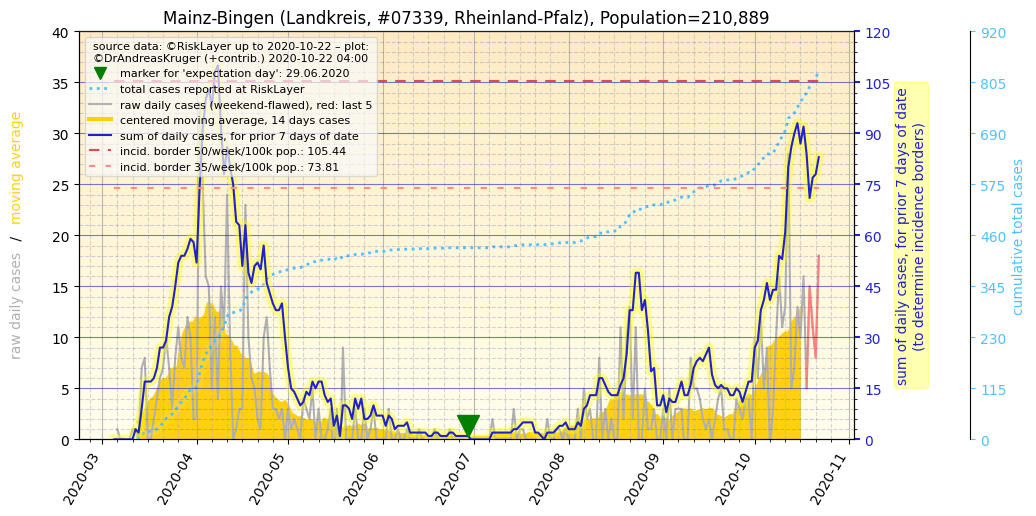 Mainz-Bingen (Landkreis, #07339, Rheinland-Pfalz), Population=210,889
source data: ©RiskLayer up to 2020-10-22 – plot:
©DrAndreasKruger (+contrib.) 2020-10-22 04:00
marker for 'expectation day': 29.06.2020
total cases reported at RiskLayer
raw daily cases (weekend-flawed), red: last 5
centered moving average, 14 days cases
sum of daily cases, for prior 7 days of date
incid. border 50/week/100k pop.: 105.44
incid. border 35/week/100k pop.: 73.81
raw daily cases / moving average
40
35
30
25
20
15
10
5
0
120
105
90
75
60
45
30
15
0
sum of daily cases, for prior 7 days of date
(to determine incidence borders)
920
805
690
575
460
345
230
115
0
cumulative total cases
2020-03
2020-04
2020-05
2020-06
2020-07
2020-08
2020-09
2020-10
2020-11